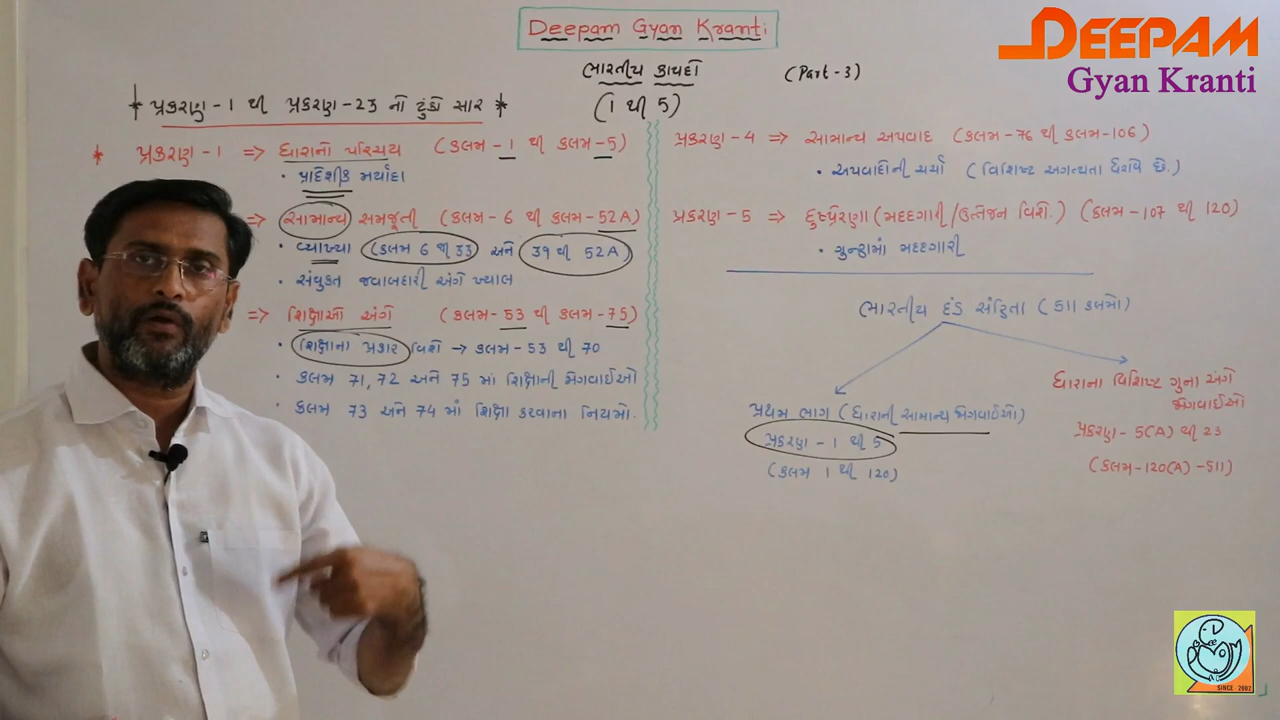 Deepam Gyan Kranti
DEEPAM
Gyan Kranti
ભારતીય કાયદો (Part-3)
(1 થી 5)
* પ્રકરણ-1 થી પ્રકરણ-23 નો ટુંકો સાર *
* પ્રકરણ-1 => ધારાનો પરિચય (કલમ-1 થી કલમ-5)
• પ્રાદેશીક મર્યાદા
=> સામાન્ય સમજૂતી (કલમ-6 થી કલમ-52A)
• વ્યાખ્યા (કલમ 6 થી 33 અને 39 થી 52A)
• સંયુક્ત જવાબદારી અંગે ખ્યાલ
=> શિક્ષાઓ અંગે (કલમ-53 થી કલમ-75)
• શિક્ષાના પ્રકાર વિશે → કલમ-53 થી 70
• કલમ 71, 72 અને 75 માં શિક્ષાની જોગવાઈઓ
• કલમ 73 અને 74 માં શિક્ષા કરવાના નિયમો.
પ્રકરણ-4 => સામાન્ય અપવાદ (કલમ-76 થી કલમ-106)
• અપવાદોની ચર્ચા (વિશિષ્ટ અગત્યતા ધરાવે છે.)
પ્રકરણ-5 => દુષ્પ્રેરણા (મદદગારી/ઉત્તેજન વિશે.) (કલમ-107 થી 120)
• ગુન્હામાં મદદગારી
ભારતીય દંડ સંહિતા (511 કલમો)
પ્રથમ ભાગ (ધારાની સામાન્ય જોગવાઈઓ)
પ્રકરણ-1 થી 5
(કલમ 1 થી 120)
ધારાના વિશિષ્ટ ગુના અંગે
જોગવાઈઓ
પ્રકરણ-5(A) થી 23
(કલમ-120(A) -511)
SINCE - 2002